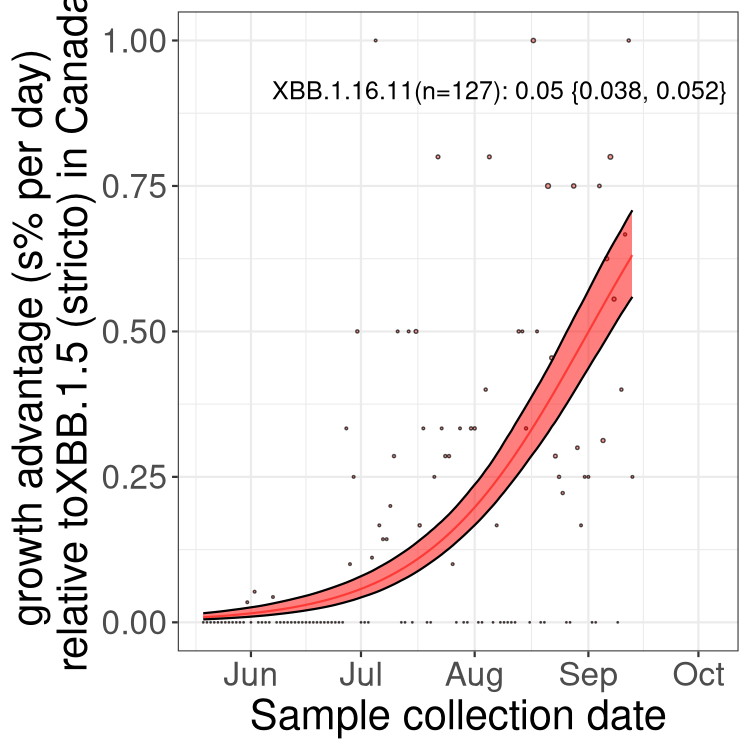 growth advantage (s% per day)
relative toXBB.1.5 (stricto) in Canada
1.00
0.75
0.50
0.25
0.00
XBB.1.16.11(n=127): 0.05 {0.038, 0.052}
Jun Jul Aug Sep Oct
Sample collection date